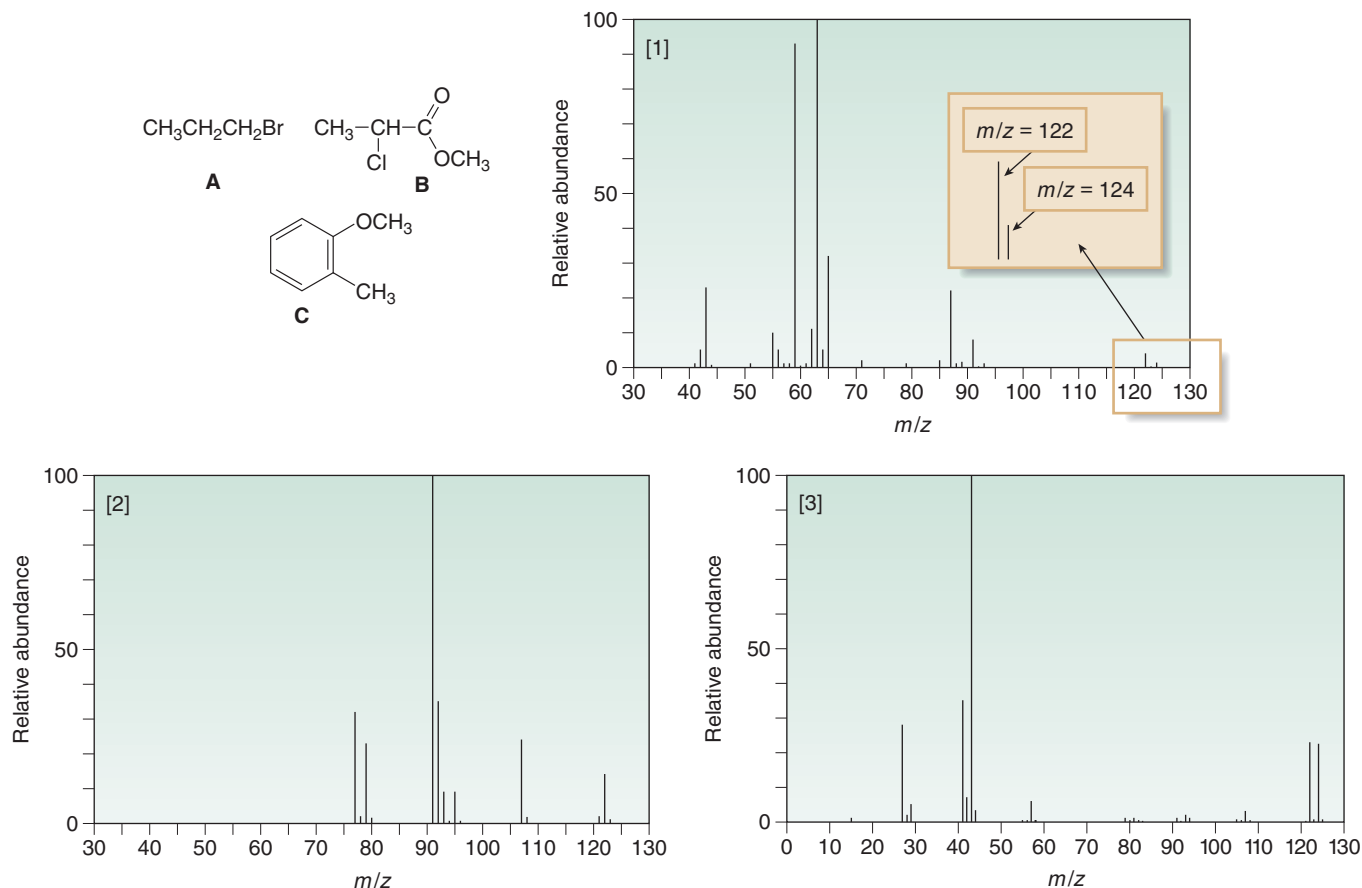 CH3CH2CH2Br
A
O
CH3–CH–C
Cl
OCH3
B
OCH3
CH3
C
[1]
100
50
0
Relative abundance
m/z = 122
m/z = 124
30 40 50 60 70 80 90 100 110 120 130
m/z
[2]
100
50
0
Relative abundance
30 40 50 60 70 80 90 100 110 120 130
m/z
[3]
100
50
0
Relative abundance
0 10 20 30 40 50 60 70 80 90 100 110 120 130
m/z